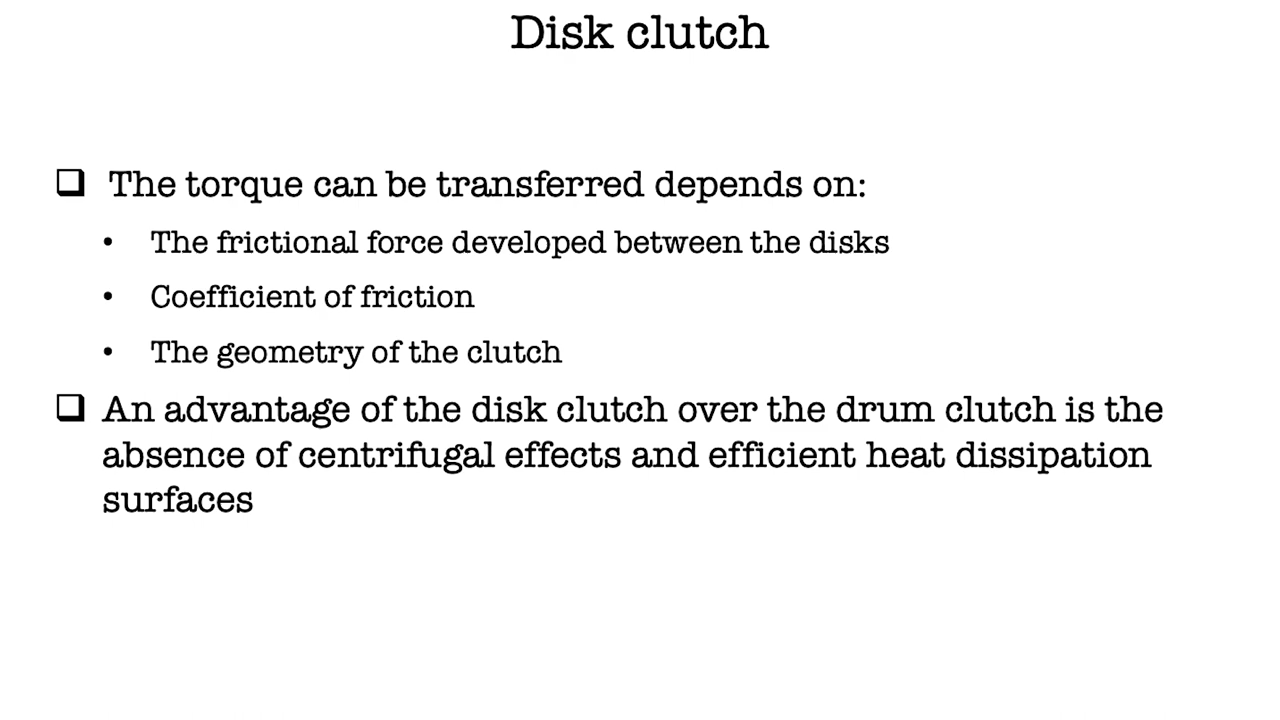 Disk clutch
❑ The torque can be transferred depends on:
• The frictional force developed between the disks
• Coefficient of friction
• The geometry of the clutch
❑ An advantage of the disk clutch over the drum clutch is the
absence of centrifugal effects and efficient heat dissipation
surfaces